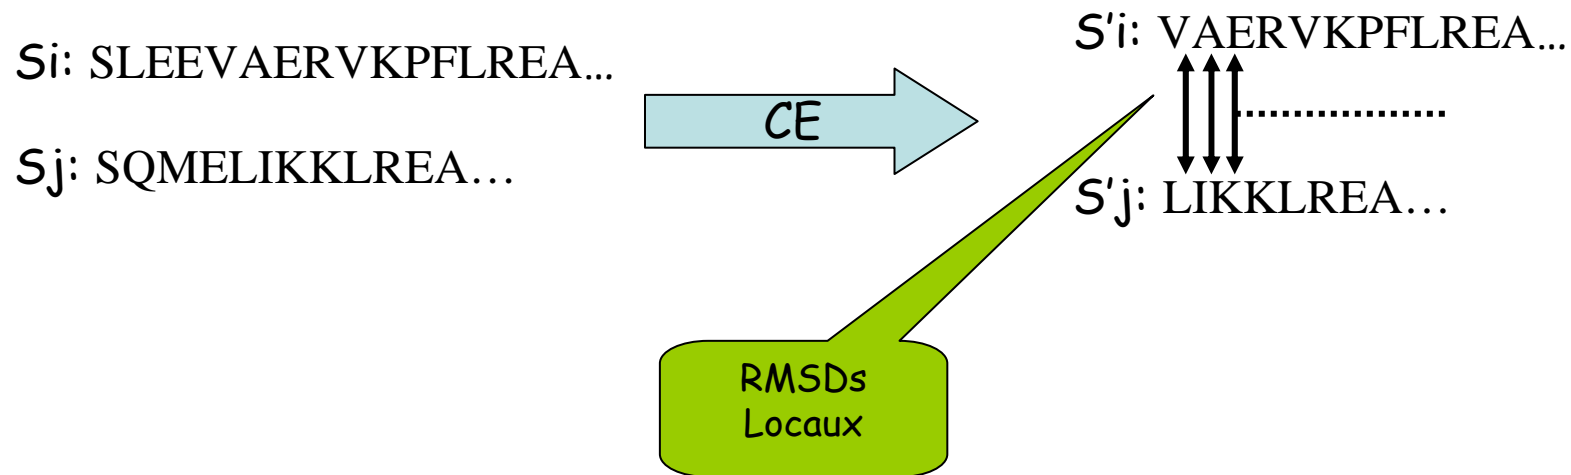 Si: SLEEVAERVKPFLREA...
Sj: SQMELIKKLREA...
CE
S'i: VAERVKPFLREA...
S'j: LIKKLREA...
RMSDs
Locaux